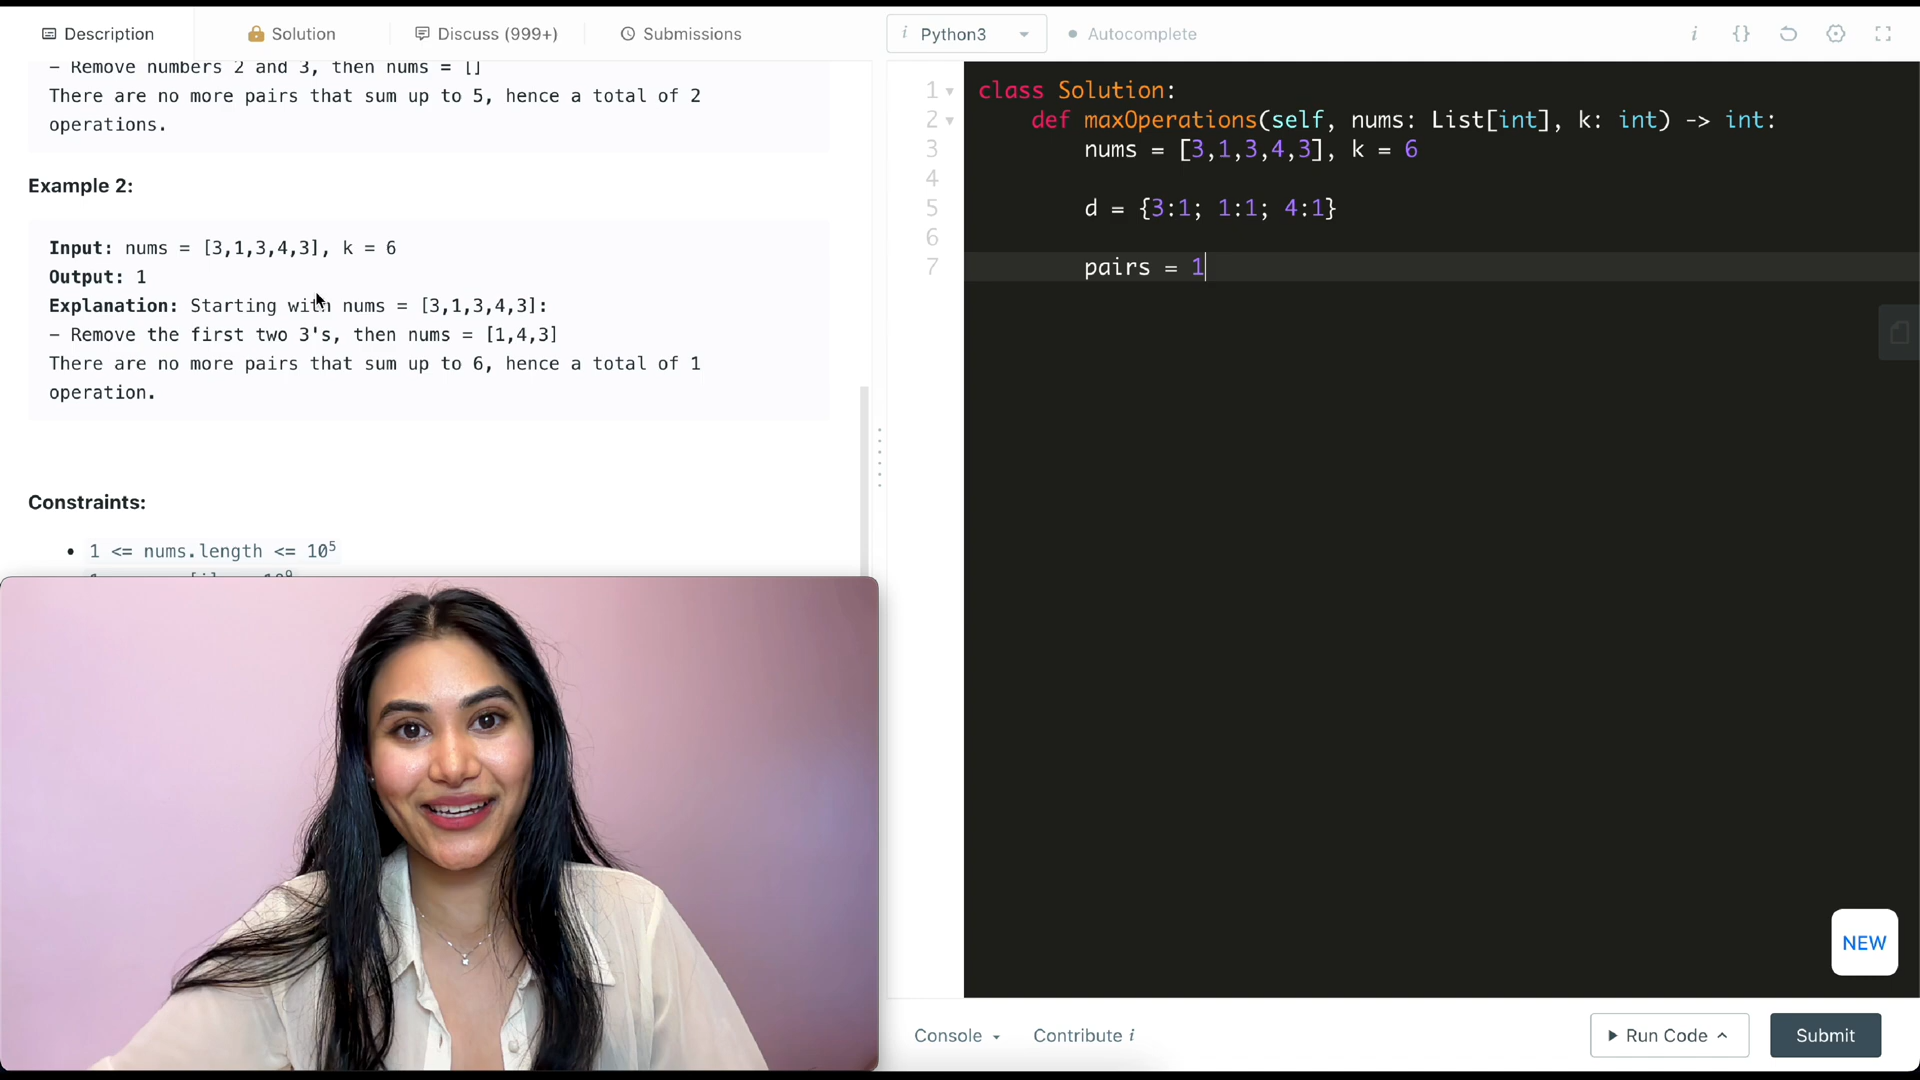 Description
Solution
Discuss (999+)
Submissions
i Python3
Autocomplete
i {}
– Remove numbers 2 and 3, then nums = []
There are no more pairs that sum up to 5, hence a total of 2
operations.
Example 2:
Input: nums = [3,1,3,4,3], k = 6
Output: 1
Explanation: Starting with nums = [3,1,3,4,3]:
– Remove the first two 3's, then nums = [1,4,3]
There are no more pairs that sum up to 6, hence a total of 1
operation.
Constraints:
• 1 <= nums.length <= 10⁵
1 class Solution:
2 def maxOperations(self, nums: List[int], k: int) -> int:
3 nums = [3,1,3,4,3], k = 6
4
5 d = {3:1; 1:1; 4:1}
6
7 pairs = 1
NEW
Console
Contribute i
Run Code
Submit